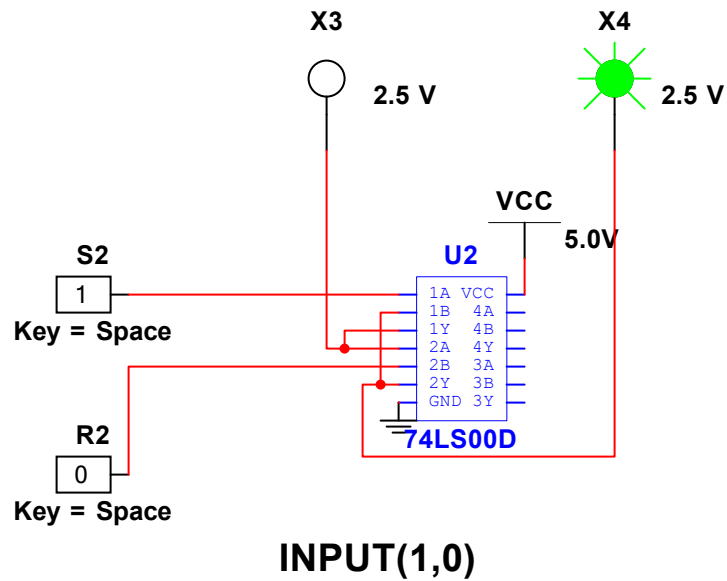 X3
X4
2.5 V
2.5 V
VCC
5.0V
S2
U2
1
Key = Space
1A VCC
1B 4A
1Y 4B
2A 4Y
2B 3A
2Y 3B
GND 3Y
74LS00D
R2
0
Key = Space
INPUT(1,0)